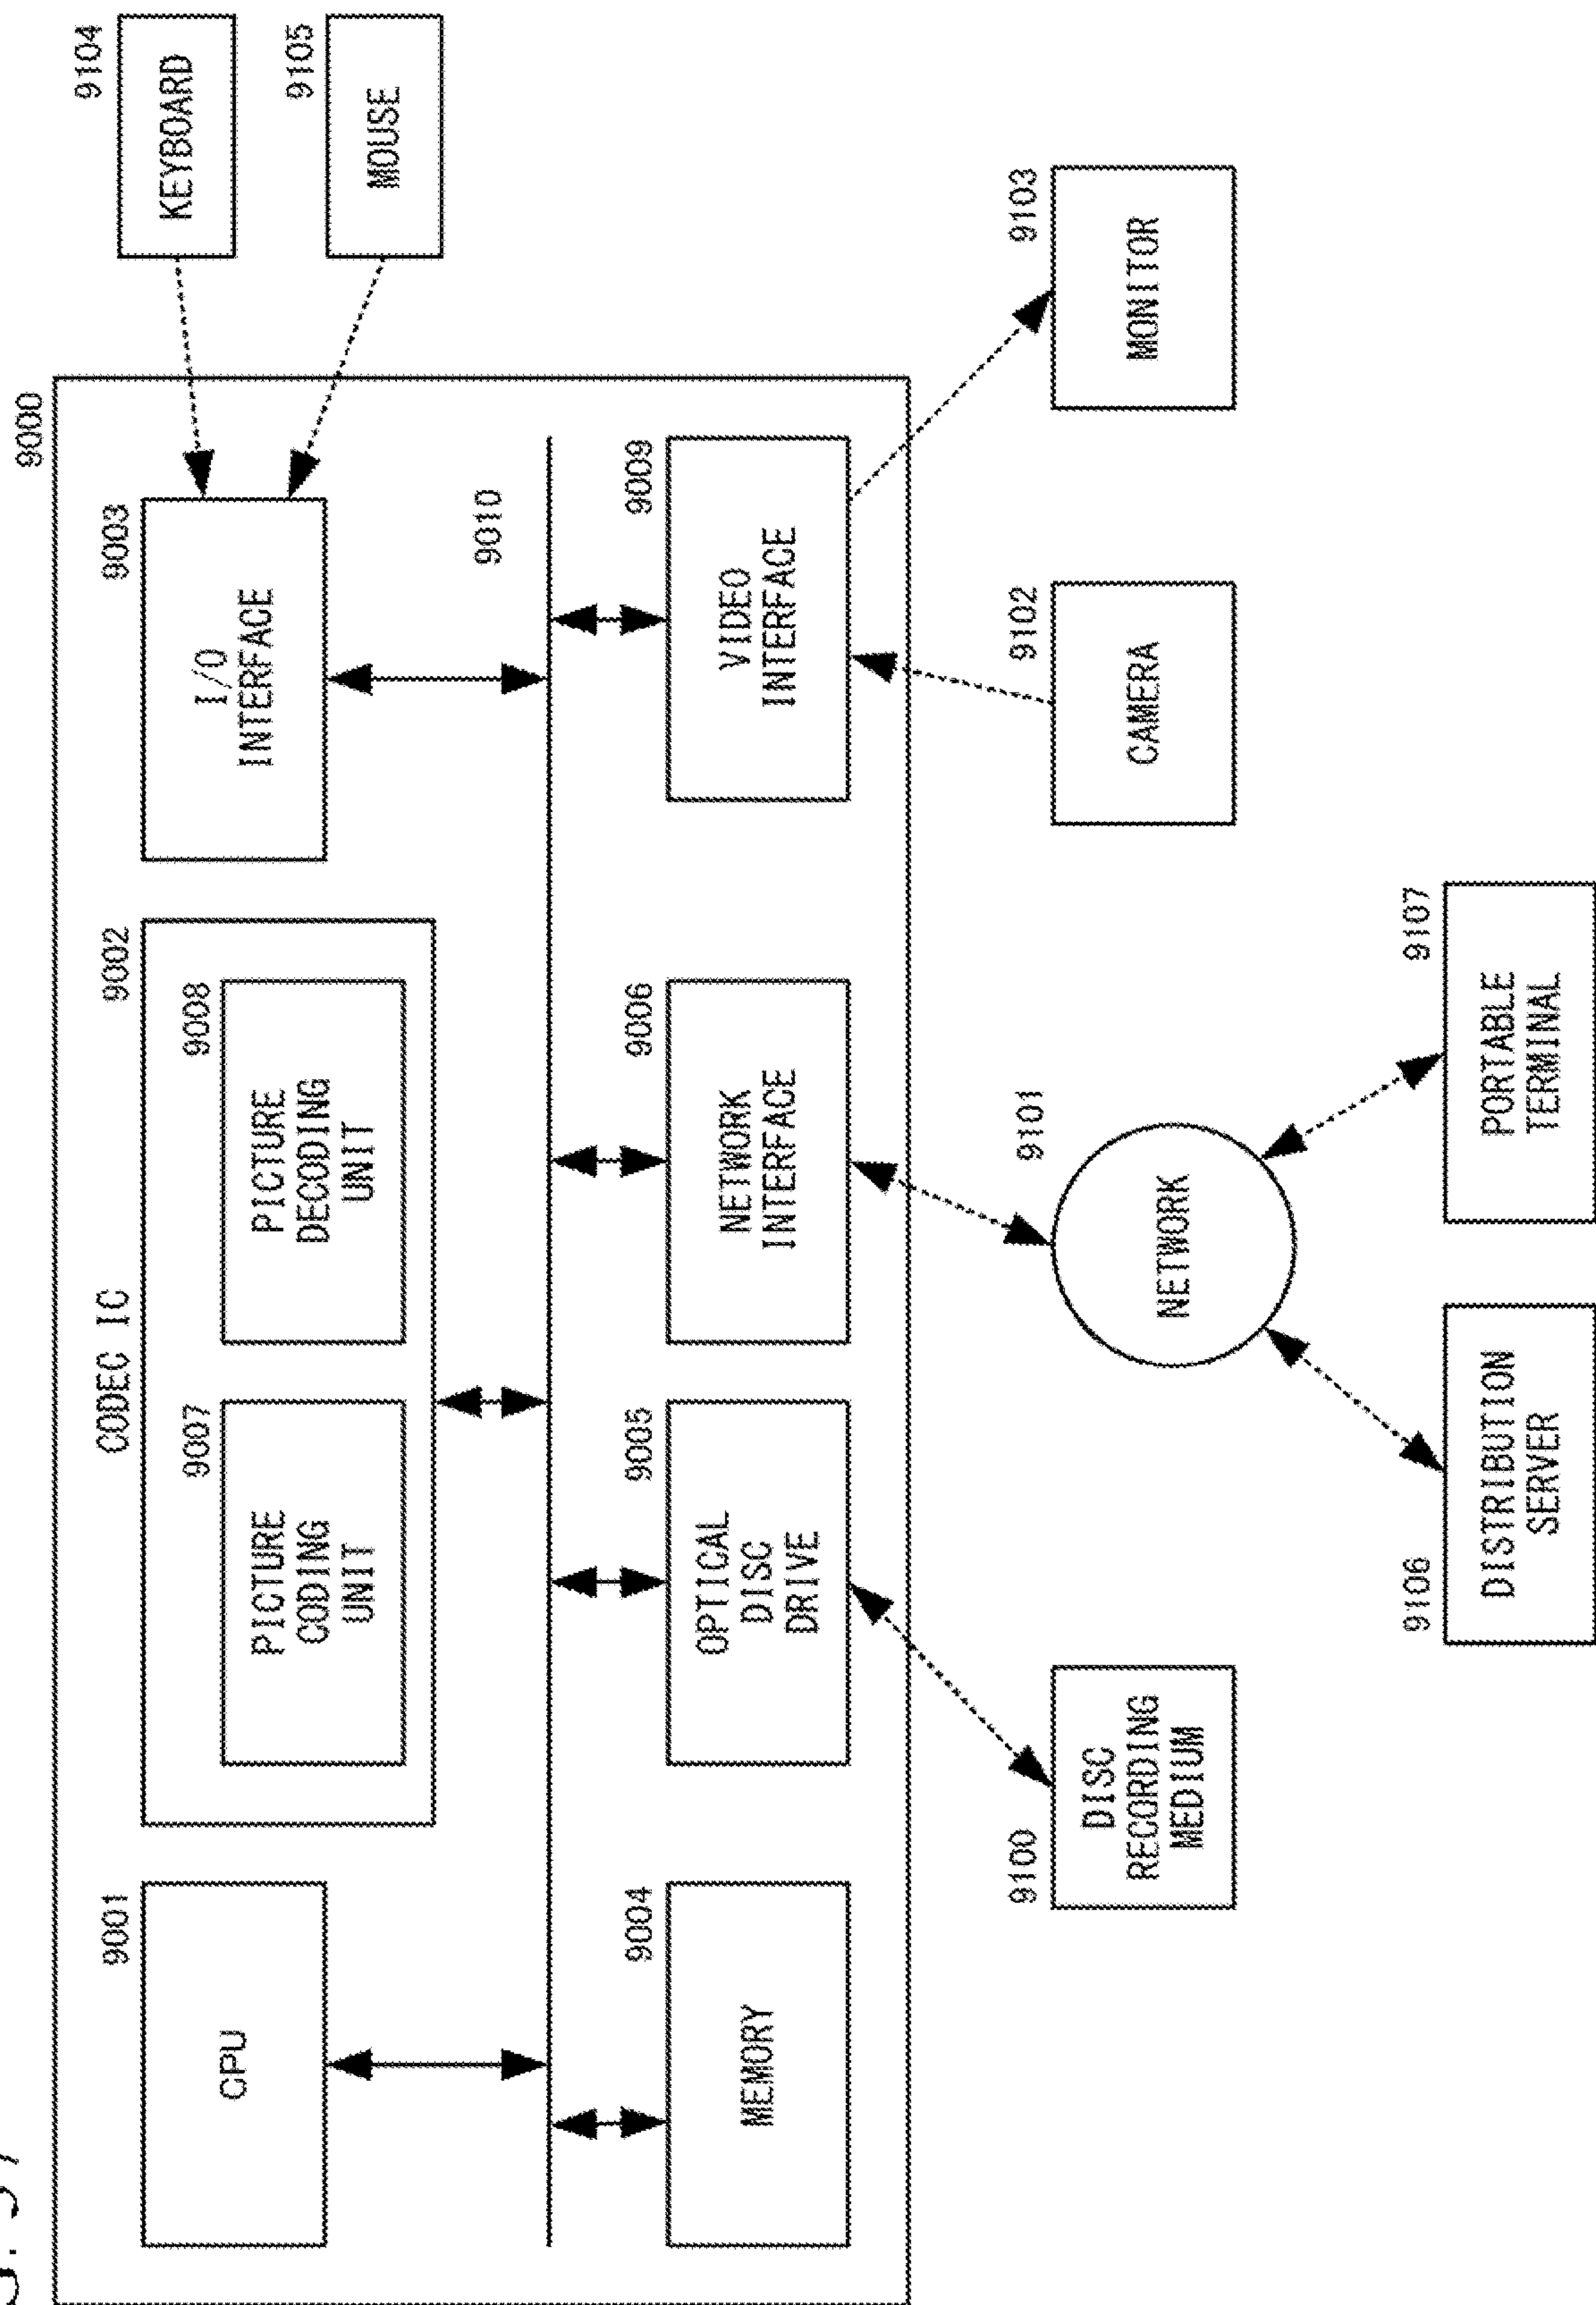 9000
9001
CPU
CODEC IC
9002
9007
PICTURE
CODING
UNIT
9008
PICTURE
DECODING
UNIT
9003
I/O
INTERFACE
9104
KEYBOARD
9105
MOUSE
9010
9004
MEMORY
9005
OPTICAL
DISC
DRIVE
9006
NETWORK
INTERFACE
9009
VIDEO
INTERFACE
9100
DISC
RECORDING
MEDIUM
9101
NETWORK
9102
CAMERA
9103
MONITOR
9106
DISTRIBUTION
SERVER
9107
PORTABLE
TERMINAL